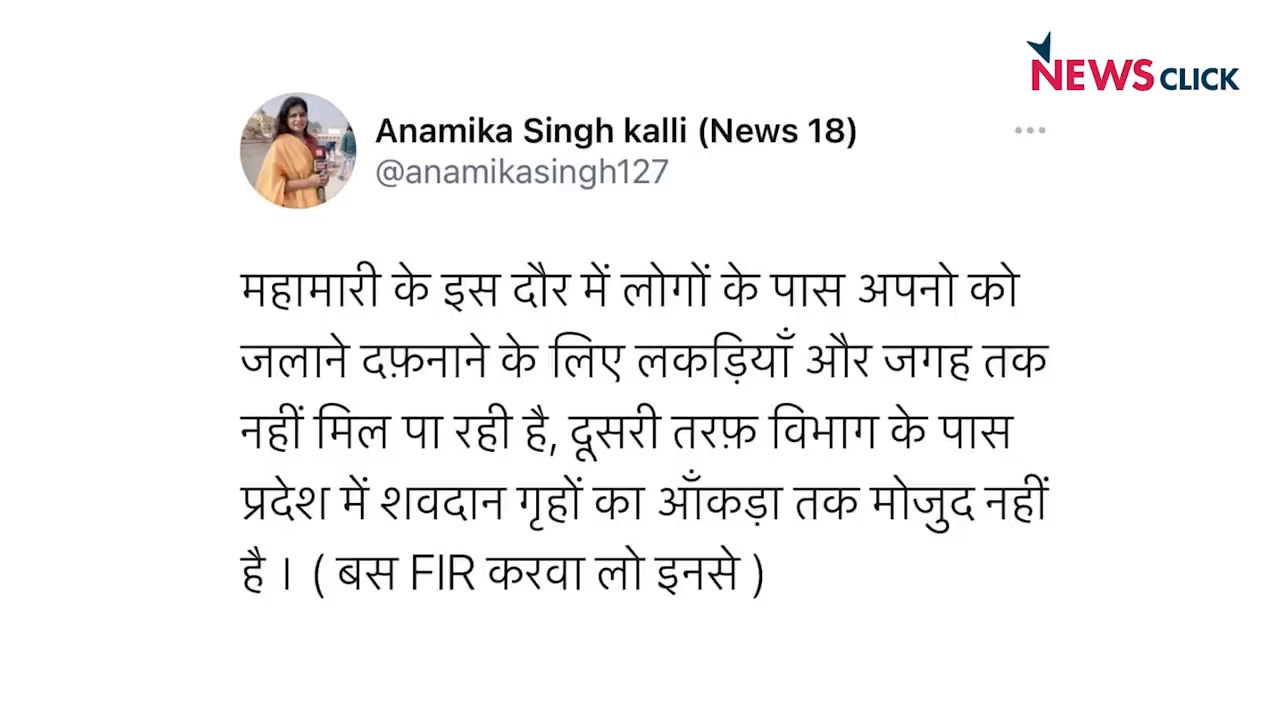 NEWS CLICK
Anamika Singh kalli (News 18)
@anamikasingh127
महामारी के इस दौर में लोगों के पास अपनो को
जलाने दफ़नाने के लिए लकड़ियाँ और जगह तक
नहीं मिल पा रही है, दूसरी तरफ़ विभाग के पास
प्रदेश में शवदान गृहों का आँकड़ा तक मोजुद नहीं
है । ( बस FIR करवा लो इनसे )